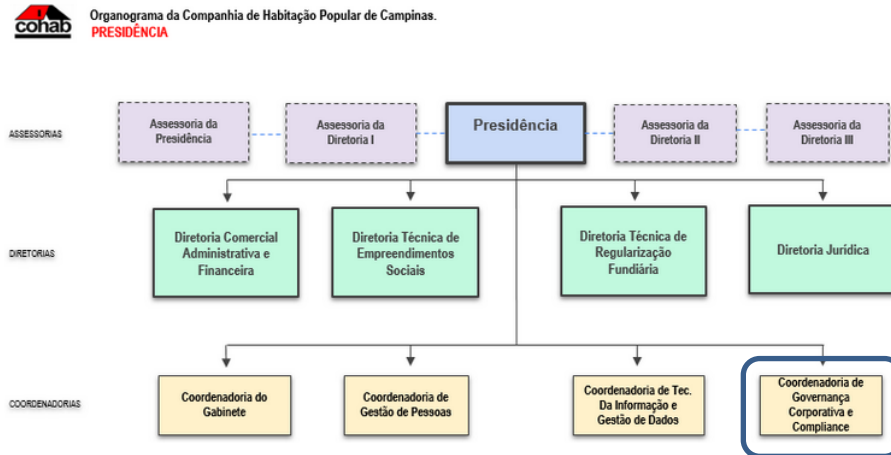 cohab
Organograma da Companhia de Habitação Popular de Campinas.
PRESIDÊNCIA
ASSESSORIAS
Assessoria da
Presidência
Assessoria da
Diretoria I
Presidência
Assessoria da
Diretoria II
Assessoria da
Diretoria III
DIRETORIAS
Diretoria Comercial
Administrativa e
Financeira
Diretoria Técnica de
Empreendimentos
Sociais
Diretoria Técnica de
Regularização
Fundiária
Diretoria Jurídica
COORDENADORIAS
Coordenadoria do
Gabinete
Coordenadoria de
Gestão de Pessoas
Coordenadoria de Tec.
Da Informação e
Gestão de Dados
Coordenadoria de
Governança
Corporativa e
Compliance